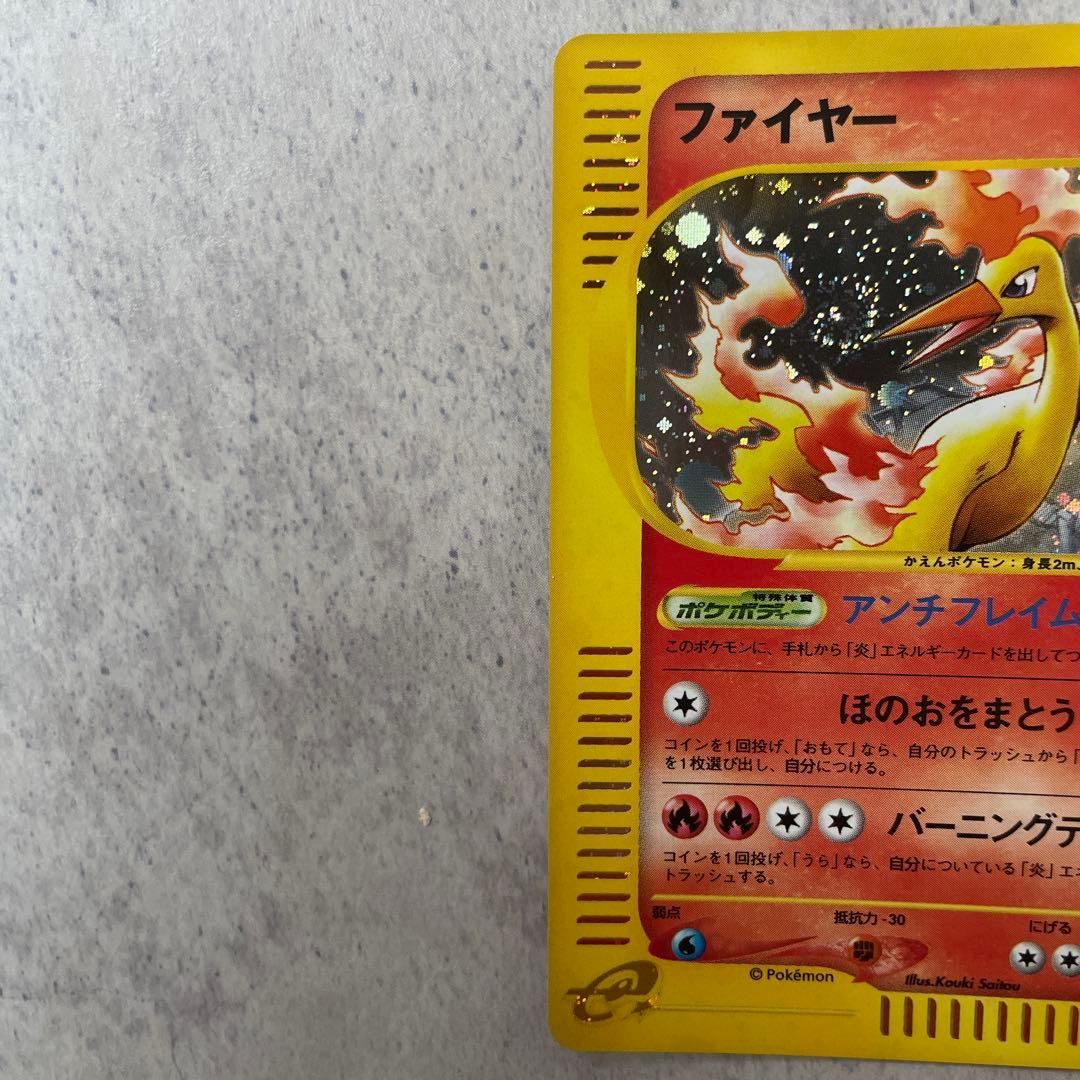 ファイヤー
かえんポケモン：身長2m
特殊体質
ポケボディー
アンチフレイム
このポケモンに、手札から「炎」エネルギーカードを出してつ
ほのおをまとう
コインを1回投げ、「おもて」なら、自分のトラッシュから「
を1枚選び出し、自分につける。
バーニングテ
コインを1回投げ、「うら」なら、自分についている「炎」エネ
トラッシュする。
弱点
抵抗力 -30
にげる
© Pokémon
Illus.Kouki Saitou